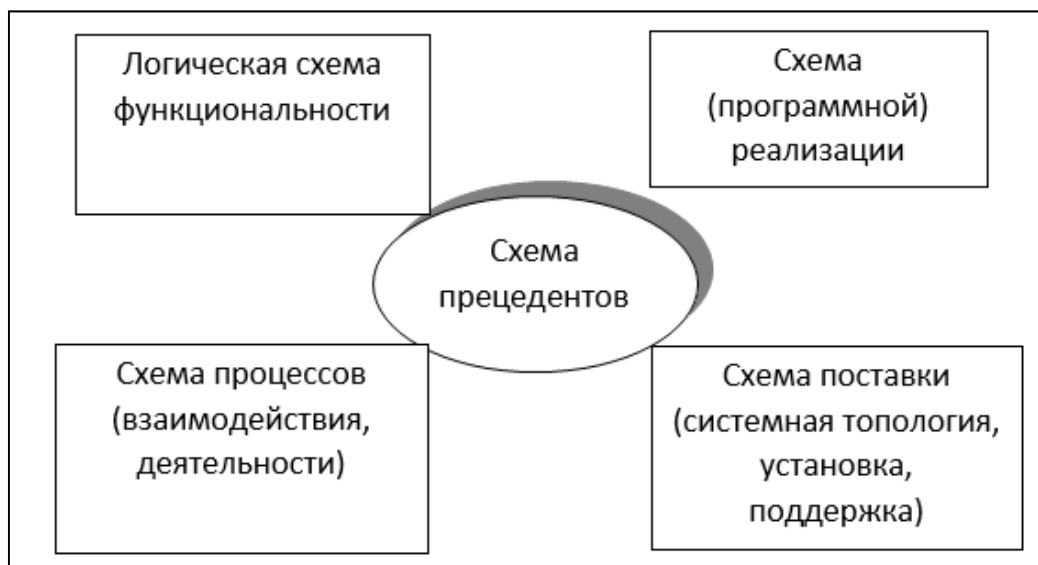 Логическая схема
функциональности
Схема
(программной)
реализации
Схема
прецедентов
Схема процессов
(взаимодействия,
деятельности)
Схема поставки
(системная топология,
установка,
поддержка)